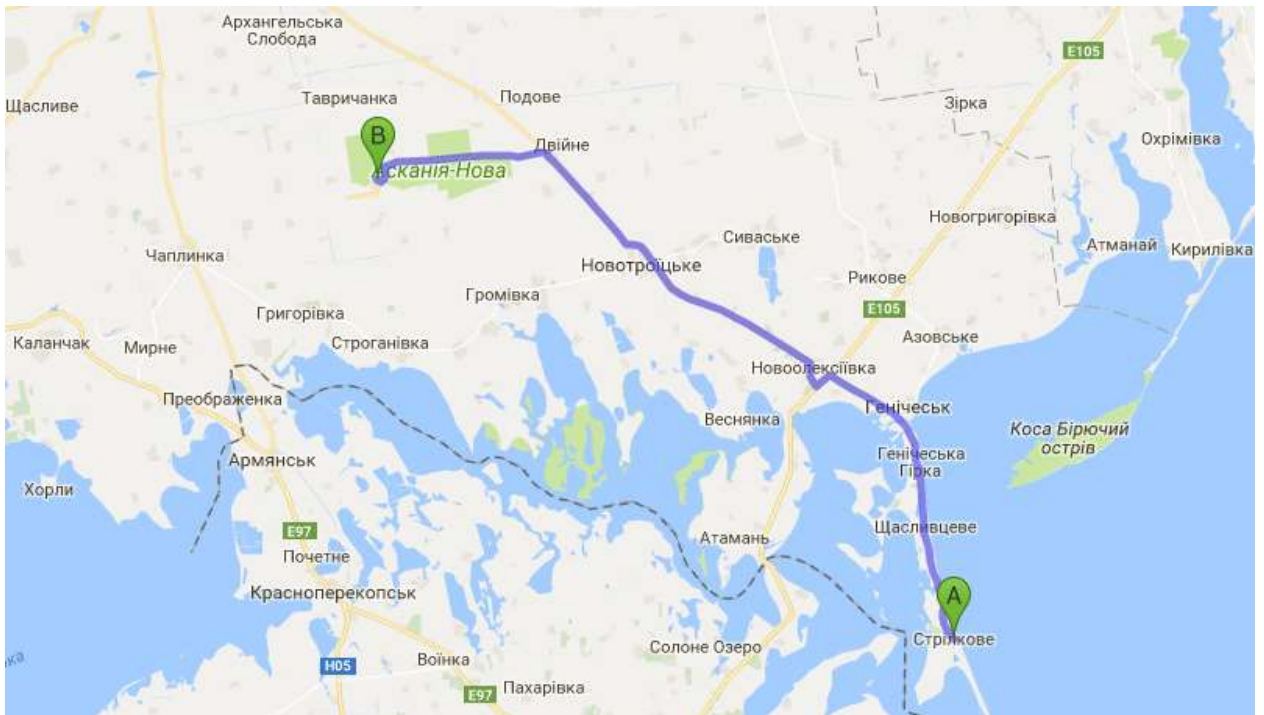 Архангельська
Слобода
E105
Щасливе
Тавричанка
Подове
Зірка
B
Двійне
Охрімівка
Асканія-Нова
Новогригорівка
Сиваське
Атманай
Кирилівка
Чаплинка
Новотроїцьке
Рикове
Громівка
E105
Григорівка
Азовське
Каланчак
Мирне
Строганівка
Новоолексіївка
Преображенка
Генічеськ
Веснянка
Коса Бірючий
острів
Генічеська
Гірка
Армянськ
Хорли
Щасливцеве
E97
Атамань
Почетне
Красноперекопськ
A
Стрілкове
Солоне Озеро
Воїнка
H05
E97
Пахарівка